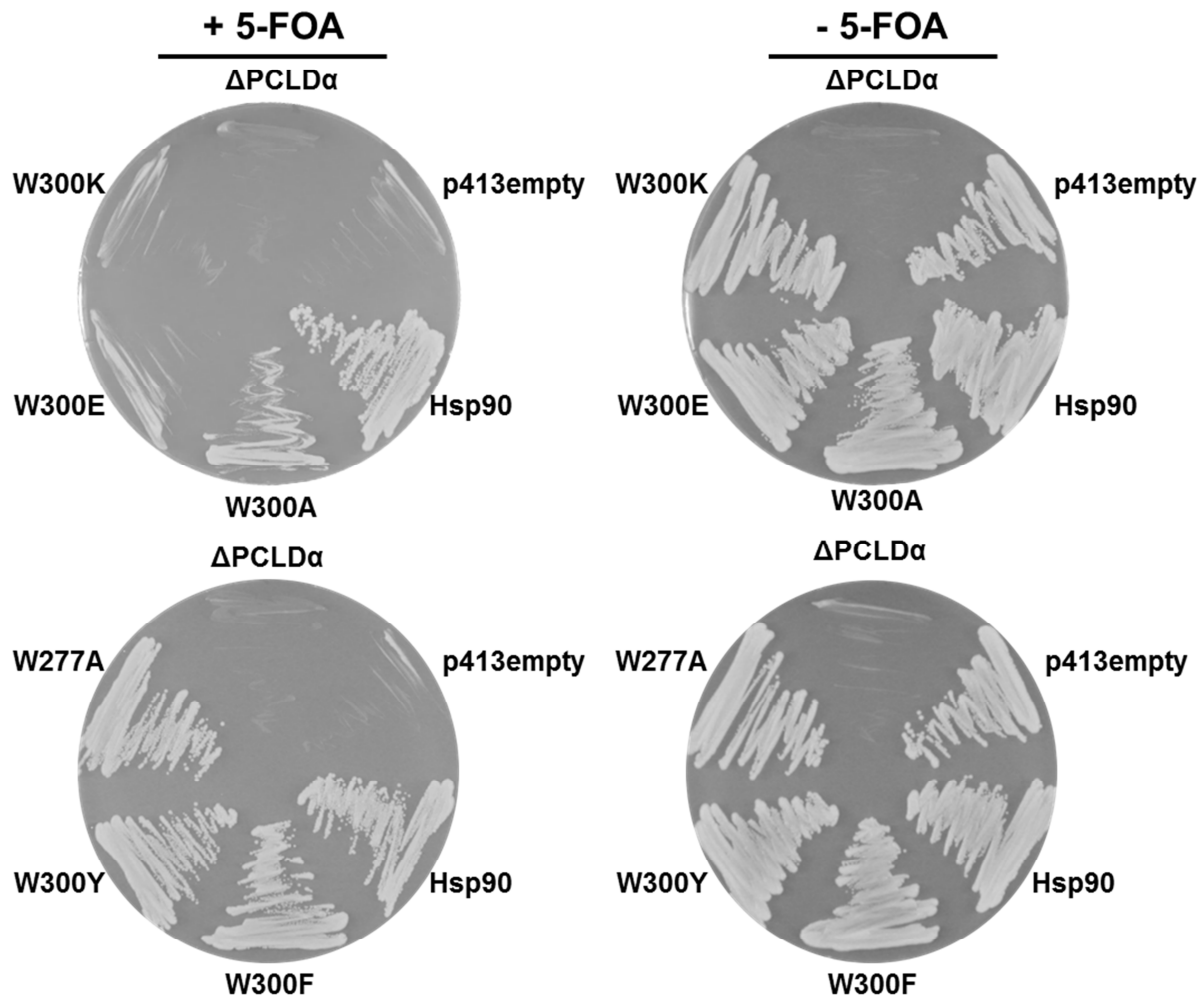 + 5-FOA
- 5-FOA
ΔPCLDα
ΔPCLDα
W300K
p413empty
W300K
p413empty
W300E
Hsp90
W300E
Hsp90
W300A
W300A
ΔPCLDα
ΔPCLDα
W277A
p413empty
W277A
p413empty
W300Y
Hsp90
W300Y
Hsp90
W300F
W300F